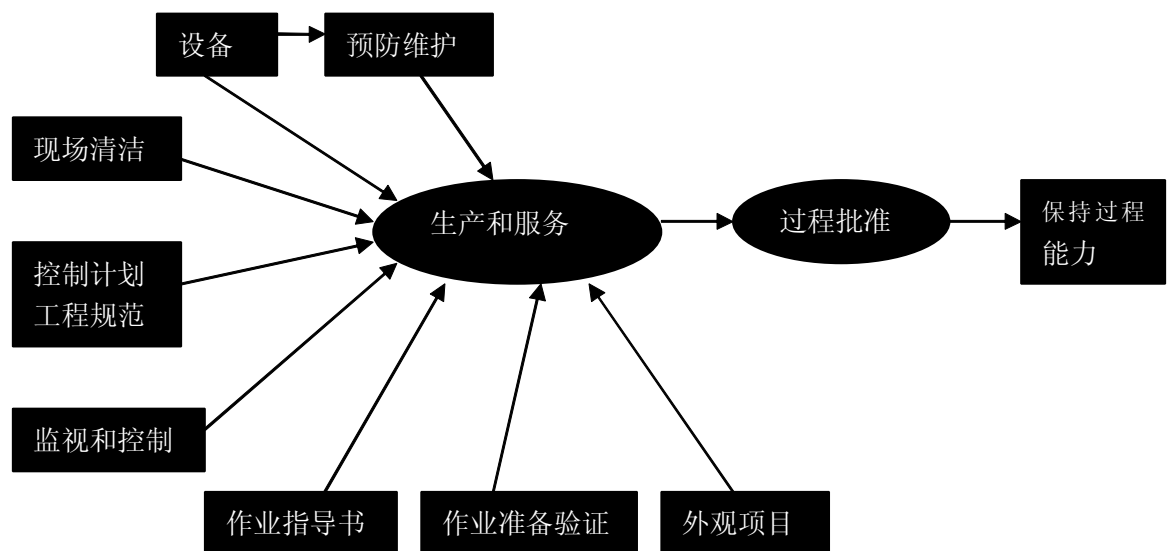 设备
预防维护
现场清洁
生产和服务
过程批准
保持过程
能力
控制计划
工程规范
监视和控制
作业指导书
作业准备验证
外观项目